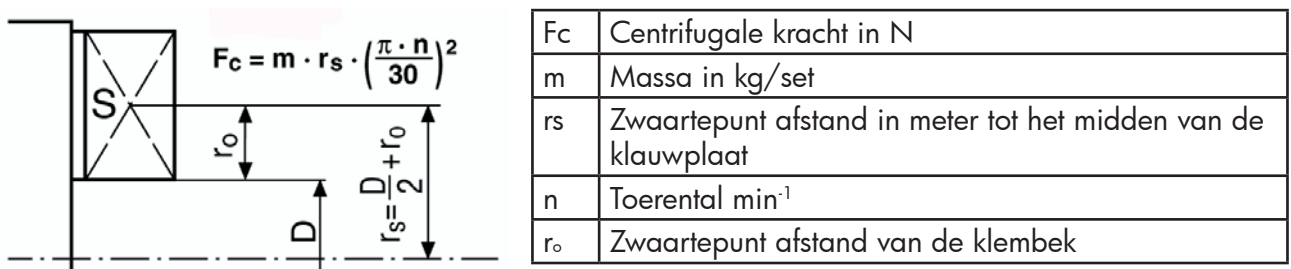 Fc = m · rs · (π · n / 30)²
S
ro
rs = D/2 + ro
D
Fc Centrifugale kracht in N
m Massa in kg/set
rs Zwaartepunt afstand in meter tot het midden van de
klauwplaat
n Toerental min-1
ro Zwaartepunt afstand van de klembek